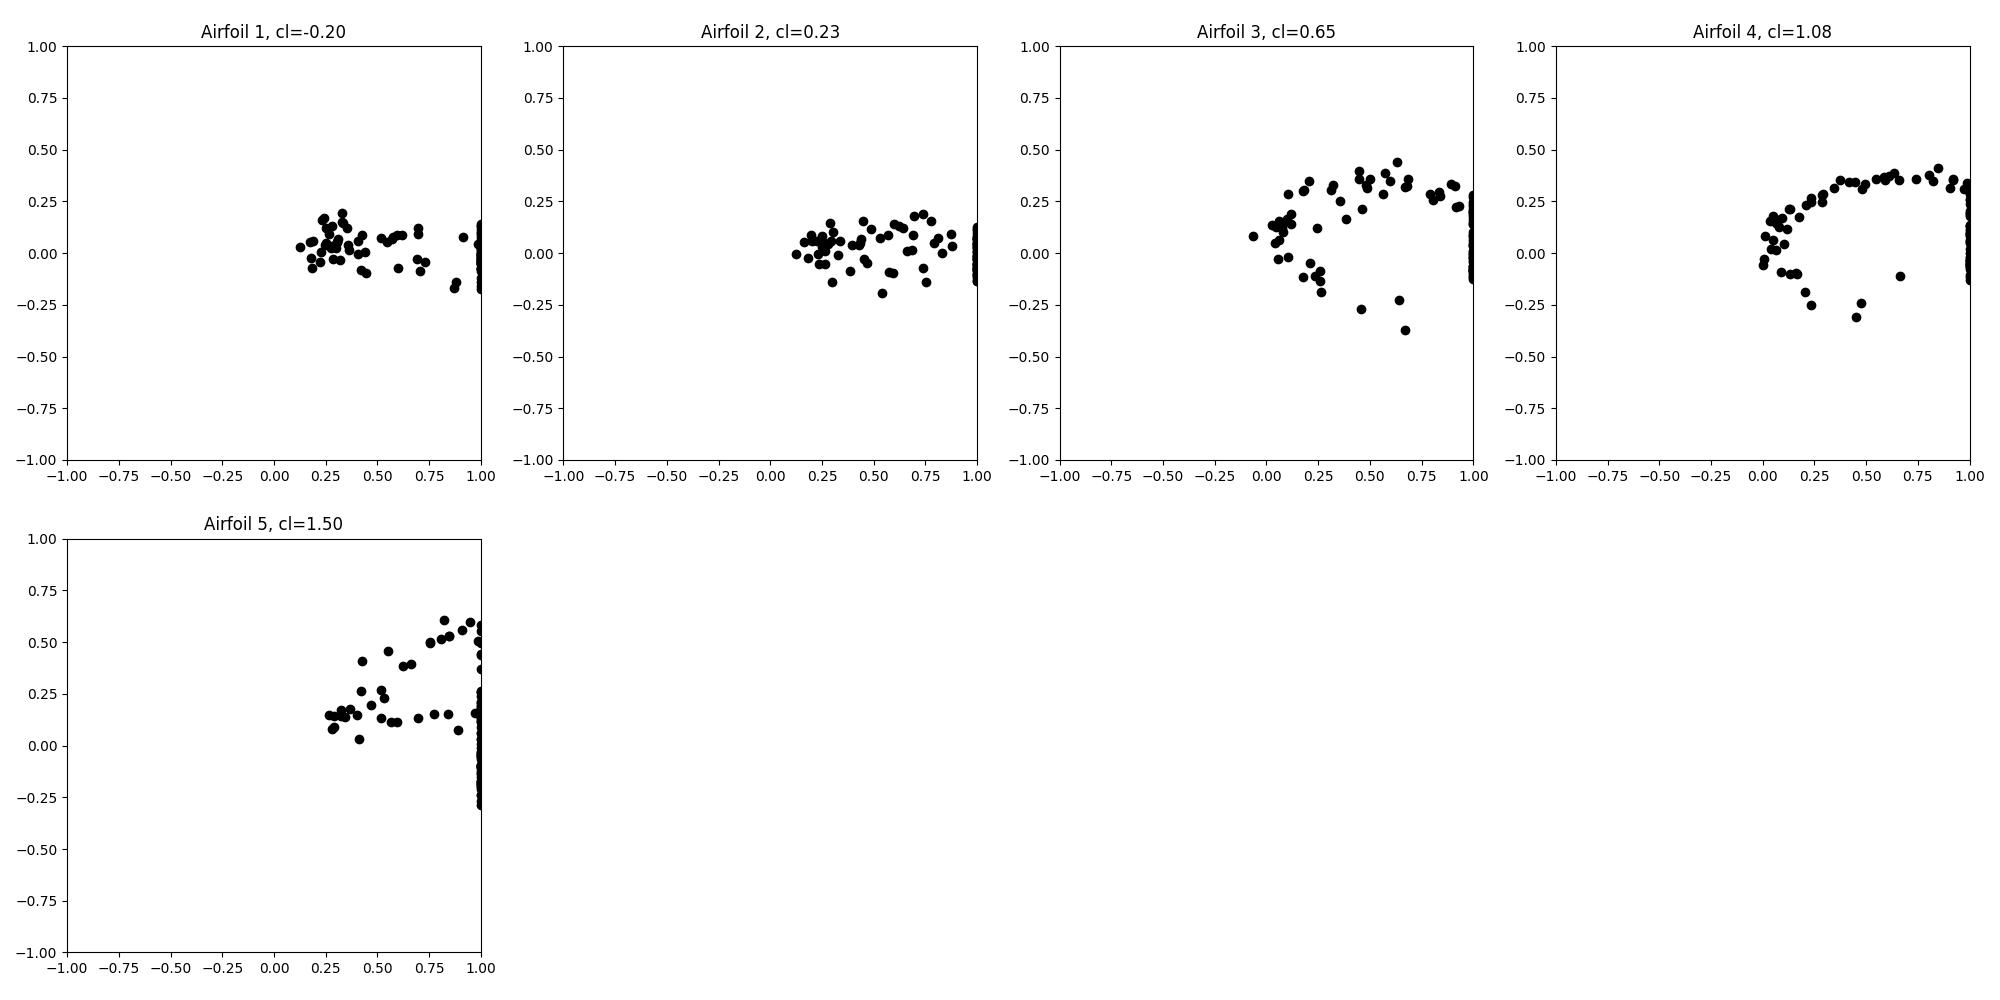 Airfoil 1, cl=-0.20
Airfoil 2, cl=0.23
Airfoil 3, cl=0.65
Airfoil 4, cl=1.08
1.00 1.00 1.00 1.00
0.75 0.75 0.75 0.75
0.50 0.50 0.50 0.50
0.25 0.25 0.25 0.25
0.00 0.00 0.00 0.00
−0.25 −0.25 −0.25 −0.25
−0.50 −0.50 −0.50 −0.50
−0.75 −0.75 −0.75 −0.75
−1.00 −1.00 −1.00 −1.00
−1.00 −0.75 −0.50 −0.25 0.00 0.25 0.50 0.75 1.00
−1.00 −0.75 −0.50 −0.25 0.00 0.25 0.50 0.75 1.00
−1.00 −0.75 −0.50 −0.25 0.00 0.25 0.50 0.75 1.00
−1.00 −0.75 −0.50 −0.25 0.00 0.25 0.50 0.75 1.00
Airfoil 5, cl=1.50
1.00
0.75
0.50
0.25
0.00
−0.25
−0.50
−0.75
−1.00
−1.00 −0.75 −0.50 −0.25 0.00 0.25 0.50 0.75 1.00